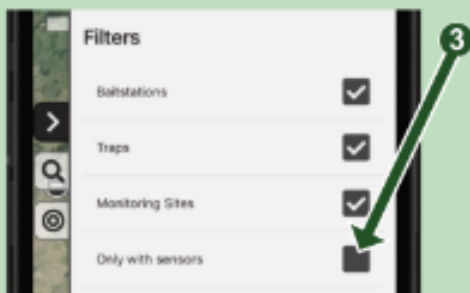 Filters
3
Baitstations
Traps
Monitoring Sites
Only with sensors